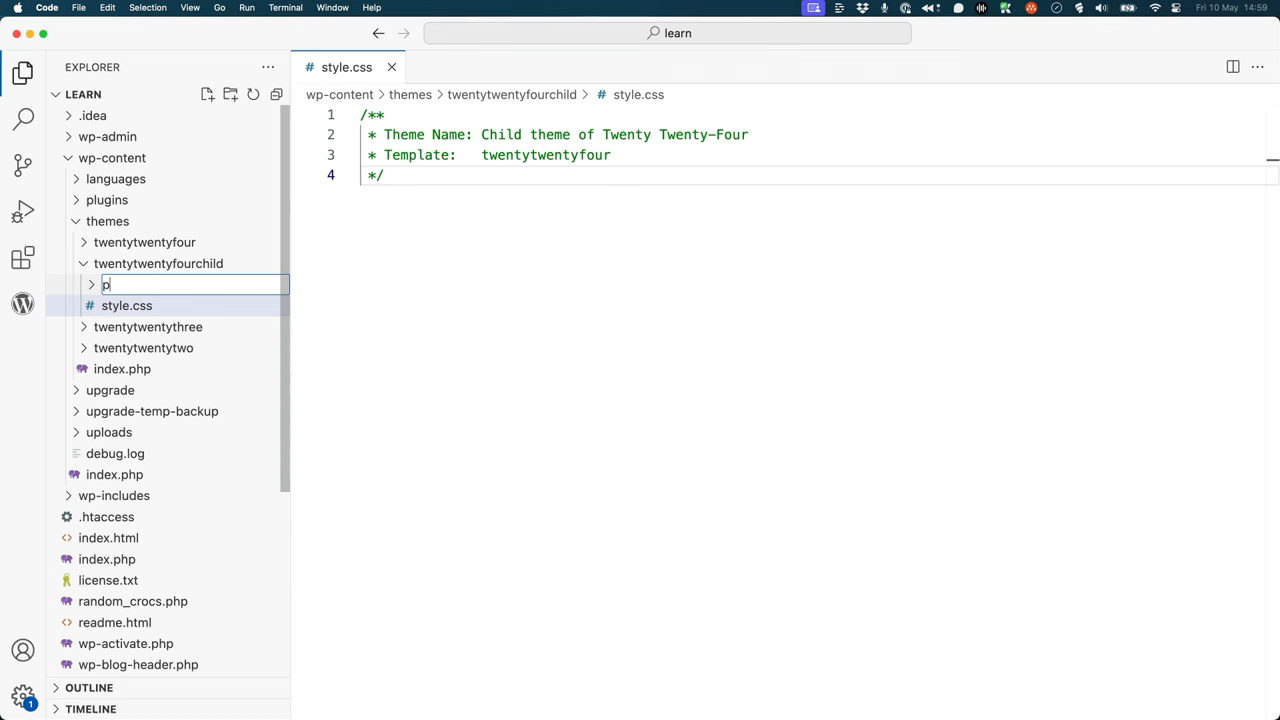 Code File Edit Selection View Go Run Terminal Window Help Fri 10 May 14:59
learn
EXPLORER
style.css
LEARN
wp-content > themes > twentytwentyfourchild > # style.css
.idea
wp-admin
wp-content
languages
plugins
themes
twentytwentyfour
twentytwentyfourchild
p
# style.css
twentytwentythree
twentytwentytwo
index.php
upgrade
upgrade-temp-backup
uploads
debug.log
index.php
wp-includes
.htaccess
index.html
index.php
license.txt
random_crocs.php
readme.html
wp-activate.php
wp-blog-header.php
OUTLINE
TIMELINE
1
1 /**
2 * Theme Name: Child theme of Twenty Twenty-Four
3 * Template: twentytwentyfour
4 */